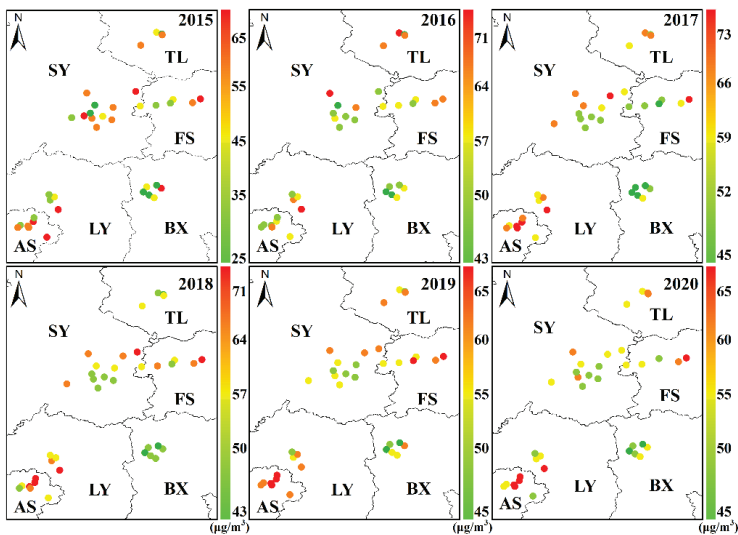 N
2015
TL
SY
FS
LY
BX
AS
65
55
45
35
25
N
2016
TL
SY
FS
LY
BX
AS
71
64
57
50
43
N
2017
TL
SY
FS
LY
BX
AS
73
66
59
52
45
N
2018
TL
SY
FS
LY
BX
AS
71
64
57
50
43
(μg/m³)
N
2019
TL
SY
FS
LY
BX
AS
65
60
55
50
45
(μg/m³)
N
2020
TL
SY
FS
LY
BX
AS
65
60
55
50
45
(μg/m³)